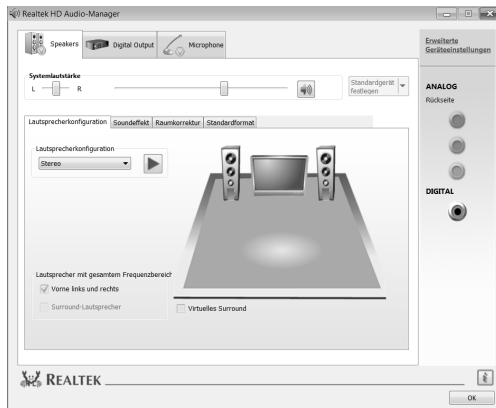 Realtek HD Audio-Manager
Speakers
Digital Output
Microphone
Erweiterte
Geräteeinstellungen
Systemlautstärke
L
R
Standardgerät
festlegen
ANALOG
Rückseite
DIGITAL
Lautsprecherkonfiguration
Soundeffekt
Raumkorrektur
Standardformat
Lautsprecherkonfiguration
Stereo
Lautsprecher mit gesamtem Frequenzbereich
Vorne links und rechts
Surround-Lautsprecher
Virtuelles Surround
REALTEK
i
OK